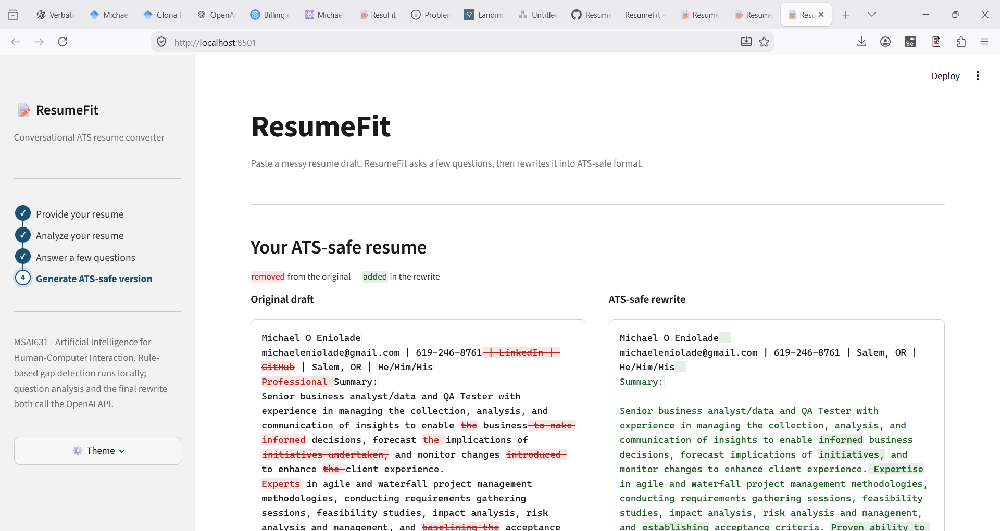 Verbati
Michae
Gloria F
OpenAI
Billing c
Michael
ResuFit
Problem
Landing
Untitled
Resume
ResumeFit -
Resume
Resume
Resu
http://localhost:8501
Se
Deploy
ResumeFit
Conversational ATS resume converter
Provide your resume
Analyze your resume
Answer a few questions
4
Generate ATS-safe version
MSAI631 - Artificial Intelligence for
Human-Computer Interaction. Rule-
based gap detection runs locally;
question analysis and the final rewrite
both call the OpenAI API.
Theme
ResumeFit
Paste a messy resume draft. ResumeFit asks a few questions, then rewrites it into ATS-safe format.
Your ATS-safe resume
removed from the original added in the rewrite
Original draft
Michael O Eniolade
michaeleniolade@gmail.com | 619-246-8761 | LinkedIn |
GitHub | Salem, OR | He/Him/His
Professional Summary:
Senior business analyst/data and QA Tester with
experience in managing the collection, analysis, and
communication of insights to enable the business to make
informed decisions, forecast the implications of
initiatives undertaken, and monitor changes introduced
to enhance the client experience.
Experts in agile and waterfall project management
methodologies, conducting requirements gathering
sessions, feasibility studies, impact analysis, risk
analysis and management, and baselining the acceptance
ATS-safe rewrite
Michael O Eniolade
michaeleniolade@gmail.com | 619-246-8761 | Salem, OR |
He/Him/His
Summary:
Senior business analyst/data and QA Tester with
experience in managing the collection, analysis, and
communication of insights to enable informed business
decisions, forecast implications of initiatives, and
monitor changes to enhance client experience. Expertise
in agile and waterfall project management methodologies,
conducting requirements gathering sessions, feasibility
studies, impact analysis, risk analysis and management,
and establishing acceptance criteria. Proven ability to